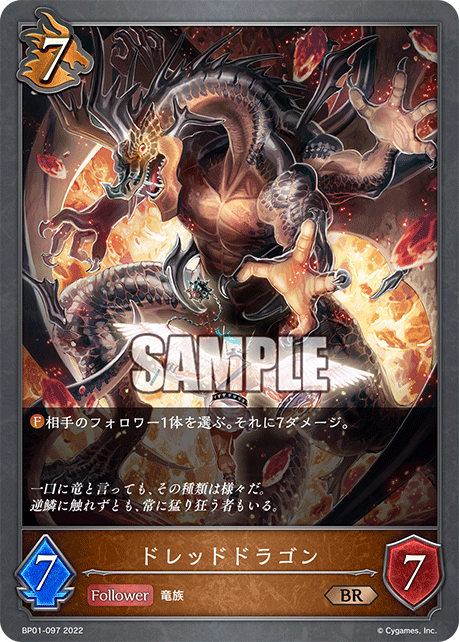 7
SAMPLE
F 相手のフォロワー1体を選ぶ。それに7ダメージ。
一口に竜と言っても、その種類は様々だ。
逆鱗に触れずとも、常に猛り狂う者もいる。
ドレッドドラゴン
7
7
Follower 竜族
BR
BP01-097 2022
© Cygames, Inc.